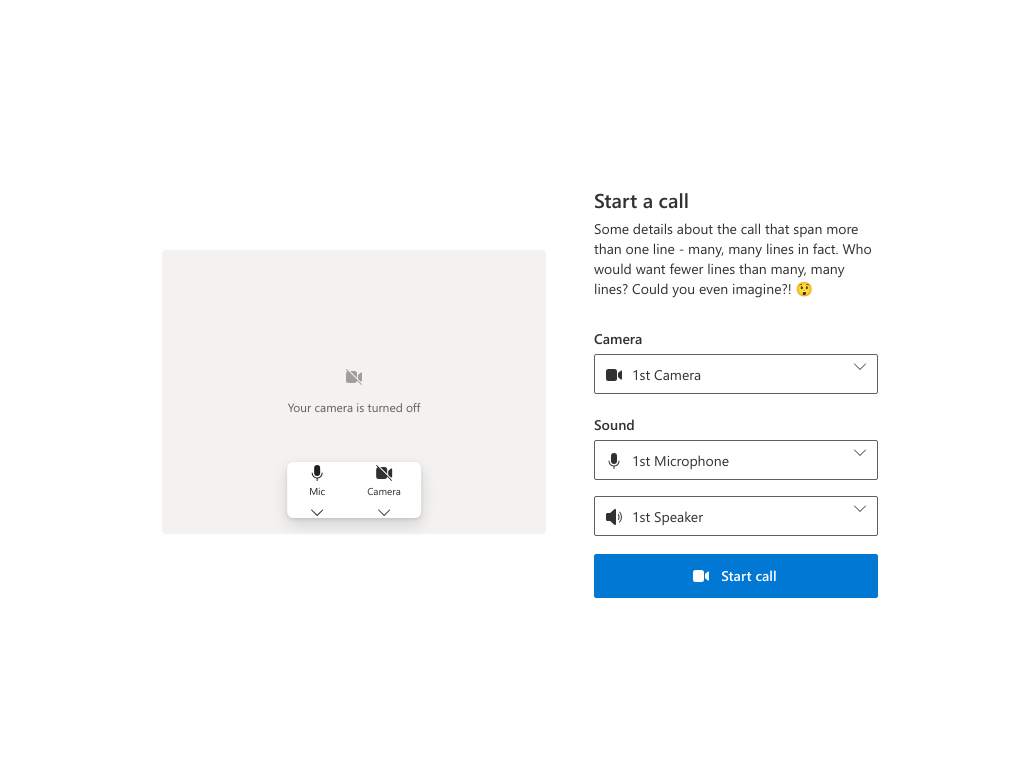 Start a call
Some details about the call that span more
than one line - many, many lines in fact. Who
would want fewer lines than many, many
lines? Could you even imagine?! 😲
Your camera is turned off
Mic
Camera
Camera
1st Camera
Sound
1st Microphone
1st Speaker
Start call